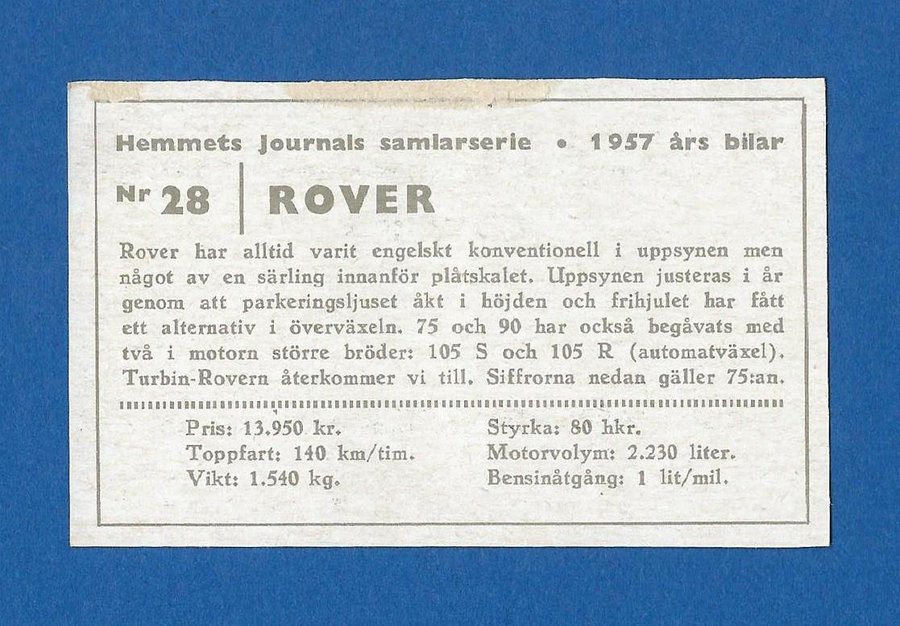 Hemmets Journals samlarserie • 1957 års bilar
Nr 28 | ROVER
Rover har alltid varit engelskt konventionell i uppsynen men
något av en särling innanför plåtskalet. Uppsynen justeras i år
genom att parkeringsljuset åkt i höjden och frihjulet har fått
ett alternativ i överväxeln. 75 och 90 har också begåvats med
två i motorn större bröder: 105 S och 105 R (automatväxel).
Turbin-Rovern återkommer vi till. Siffrorna nedan gäller 75:an.
Pris: 13.950 kr.
Toppfart: 140 km/tim.
Vikt: 1.540 kg.
Styrka: 80 hkr.
Motorvolym: 2.230 liter.
Bensinåtgång: 1 lit/mil.